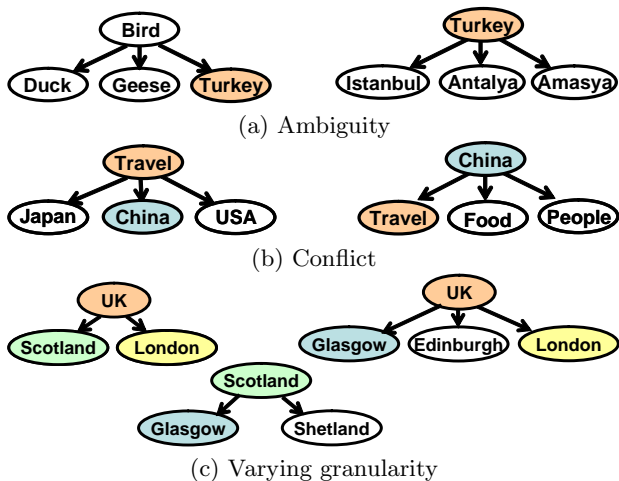 Bird
Turkey
Duck Geese Turkey
Istanbul Antalya Amasya
(a) Ambiguity
Travel
China
Japan China USA
Travel Food People
(b) Conflict
UK
UK
Scotland London
Glasgow Edinburgh London
Scotland
Glasgow Shetland
(c) Varying granularity